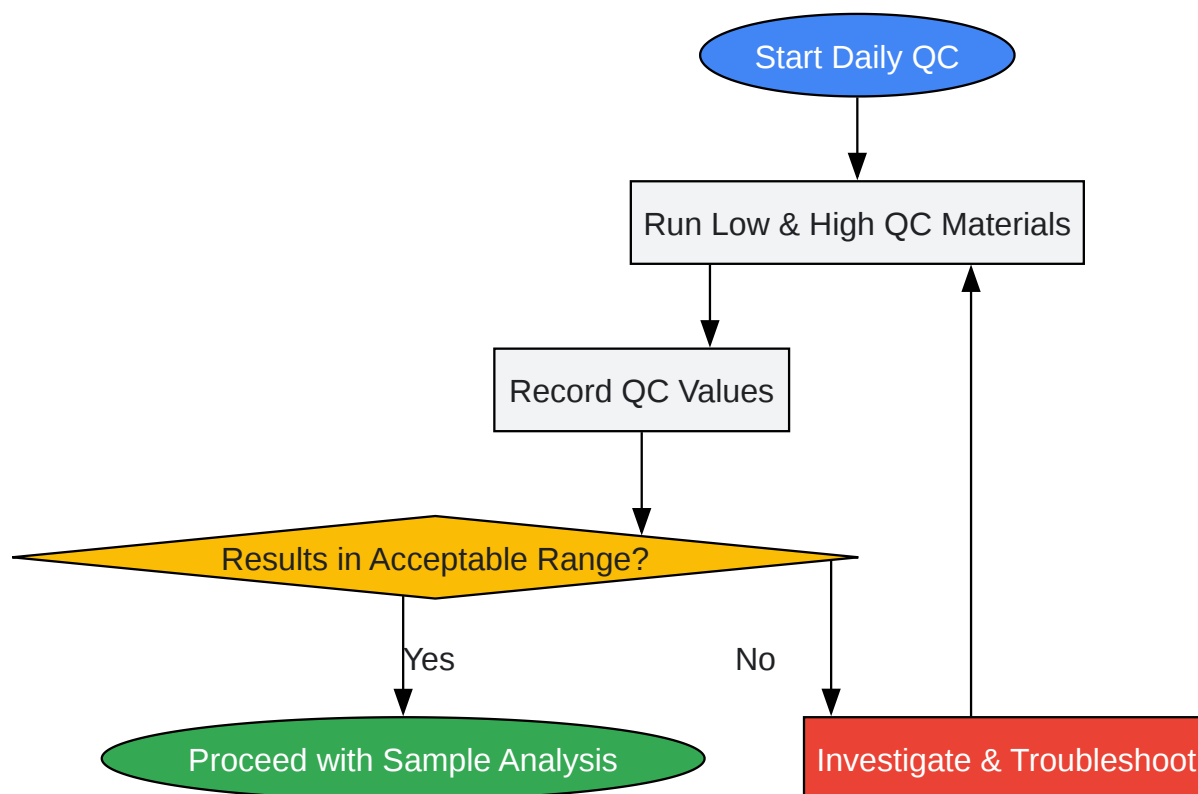 Start Daily QC
Run Low & High QC Materials
Record QC Values
Results in Acceptable Range?
Yes
No
Proceed with Sample Analysis
Investigate & Troubleshoot